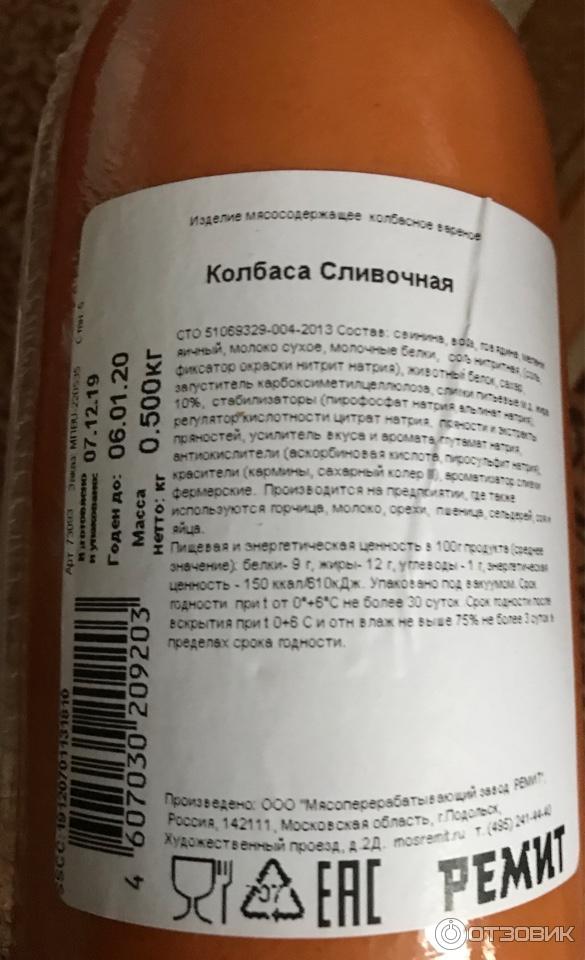 Изделие мясосодержащее колбасное вареное
Колбаса Сливочная
СТО 51069329-004-2013 Состав: свинина, вода, говядина, меланж
яичный, молоко сухое, молочные белки, соль нитритная (соль,
фиксатор окраски нитрит натрия), животный белок, сахар,
загуститель карбоксиметилцеллюлоза, сливки питьевые м.д. жира
10%, стабилизаторы (пирофосфат натрия, альгинат натрия),
регулятор кислотности цитрат натрия, пряности и экстракты
пряностей, усилитель вкуса и аромата глутамат натрия,
антиокислители (аскорбиновая кислота, пиросульфит натрия),
красители (кармины, сахарный колер III), ароматизатор сливки
фермерские. Производится на предприятии, где также
используются горчица, молоко, орехи, пшеница, сельдерей, соя и
яйца.
Пищевая и энергетическая ценность в 100г продукта (среднее
значение): белки- 9 г, жиры- 12 г, углеводы - 1 г, энергетическая
ценность - 150 ккал/610кДж. Упаковано под вакуумом. Срок
годности при t от 0°+6°С не более 30 суток. Срок годности после
вскрытия при t 0+6 С и отн влаж не выше 75% не более 3 суток в
пределах срока годности.
Произведено: ООО "Мясоперерабатывающий завод РЕМИТ",
Россия, 142111, Московская область, г.Подольск,
Художественный проезд, д.2Д. mosremit.ru т. (495) 241-44-40
Арт 73093 Заказ: МПВU-220535
Изготовлено
и упаковано: 07.12.19
Годен до: 06.01.20
Масса
нетто: кг 0.500кг
4 607030 209203
37
EAC
РЕМИТ
ОТЗОВИК